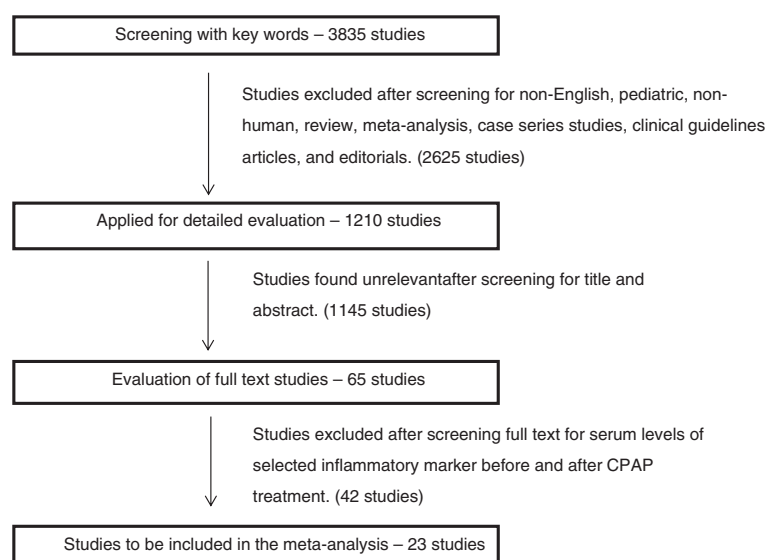 Screening with key words – 3835 studies
Studies excluded after screening for non-English, pediatric, non-
human, review, meta-analysis, case series studies, clinical guidelines
articles, and editorials. (2625 studies)
Applied for detailed evaluation – 1210 studies
Studies found unrelevantafter screening for title and
abstract. (1145 studies)
Evaluation of full text studies – 65 studies
Studies excluded after screening full text for serum levels of
selected inflammatory marker before and after CPAP
treatment. (42 studies)
Studies to be included in the meta-analysis – 23 studies